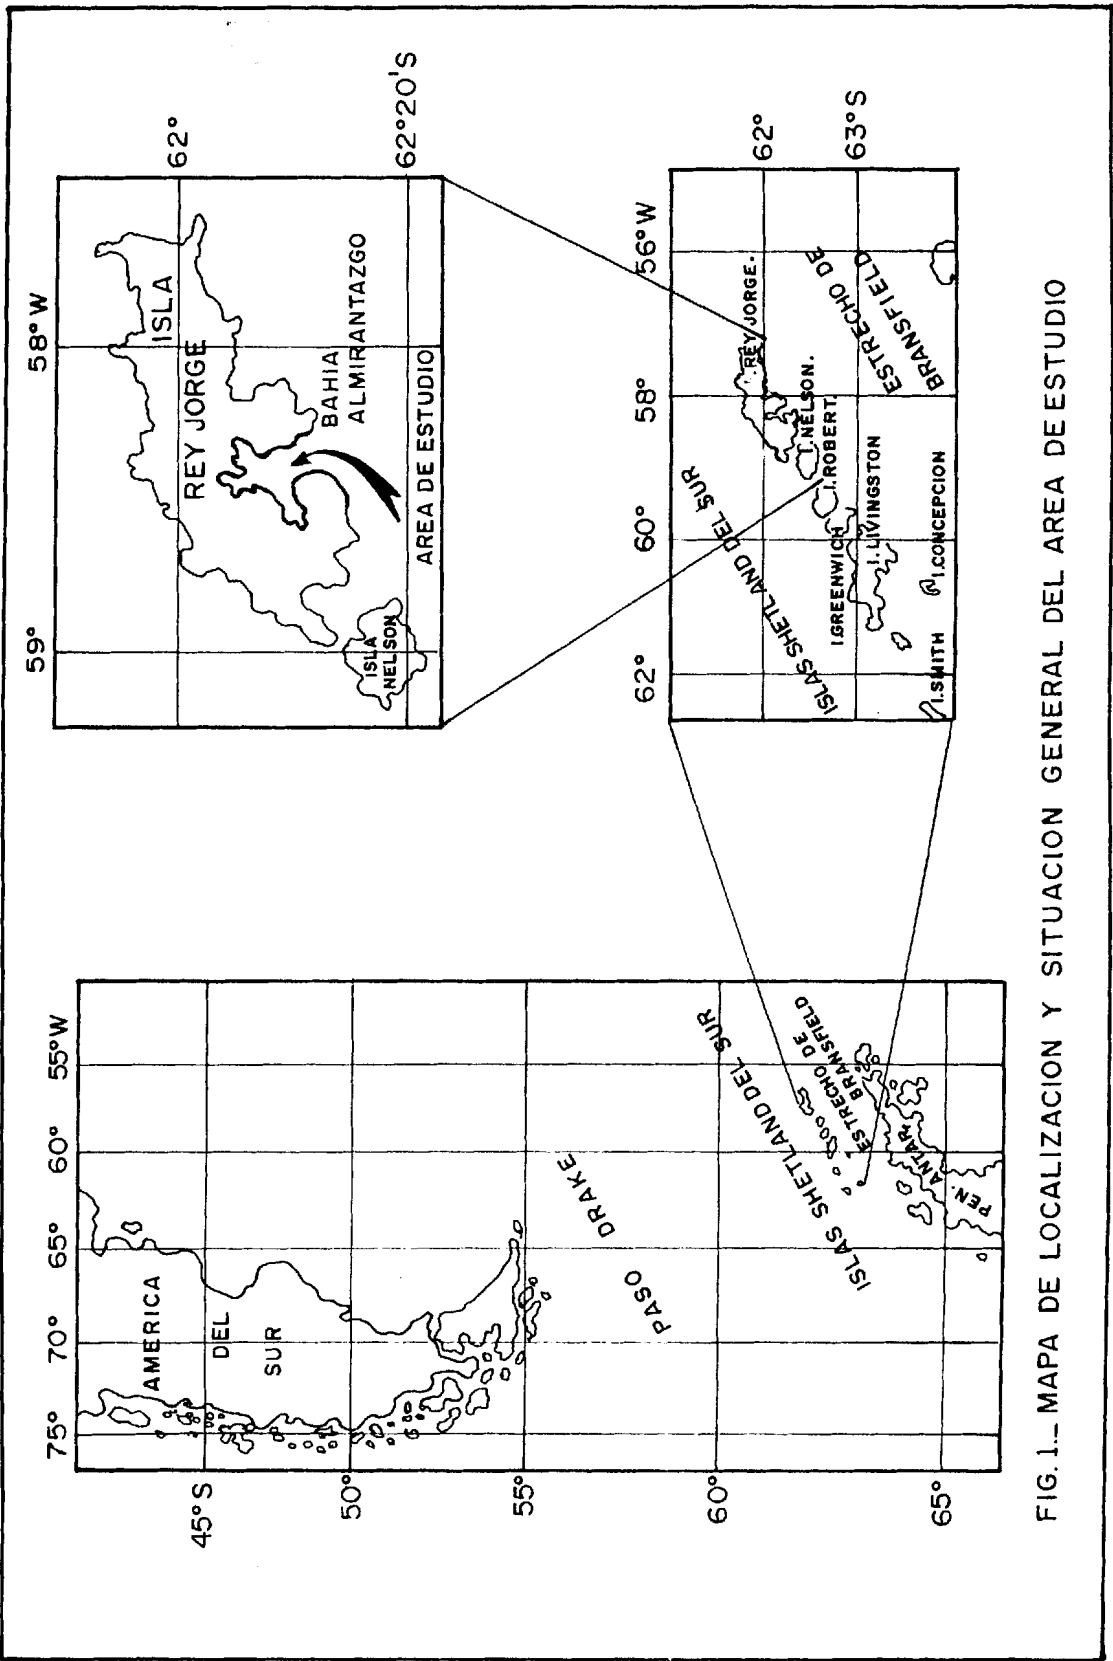 75°
70°
65°
60°
55°W
45°S
50°
55°
60°
65°
AMERICA
DEL
SUR
PASO DRAKE
ISLAS SHETLAND DEL SUR
ESTRECHO DE
BRANSFIELD
PEN. ANTAR.
59°
58°W
62°
62°20'S
ISLA
REY JORGE
BAHIA
ALMIRANTAZGO
AREA DE ESTUDIO
ISLA
NELSON
62°
60°
58°
56°W
62°
63°S
ISLAS SHETLAND DEL SUR
REY JORGE.
I.NELSON.
I.ROBERT.
I.GREENWICH
I.LIVINGSTON
I.CONCEPCION
I.SMITH
ESTRECHO DE
BRANSFIELD
FIG. 1._ MAPA DE LOCALIZACION Y SITUACION GENERAL DEL AREA DE ESTUDIO